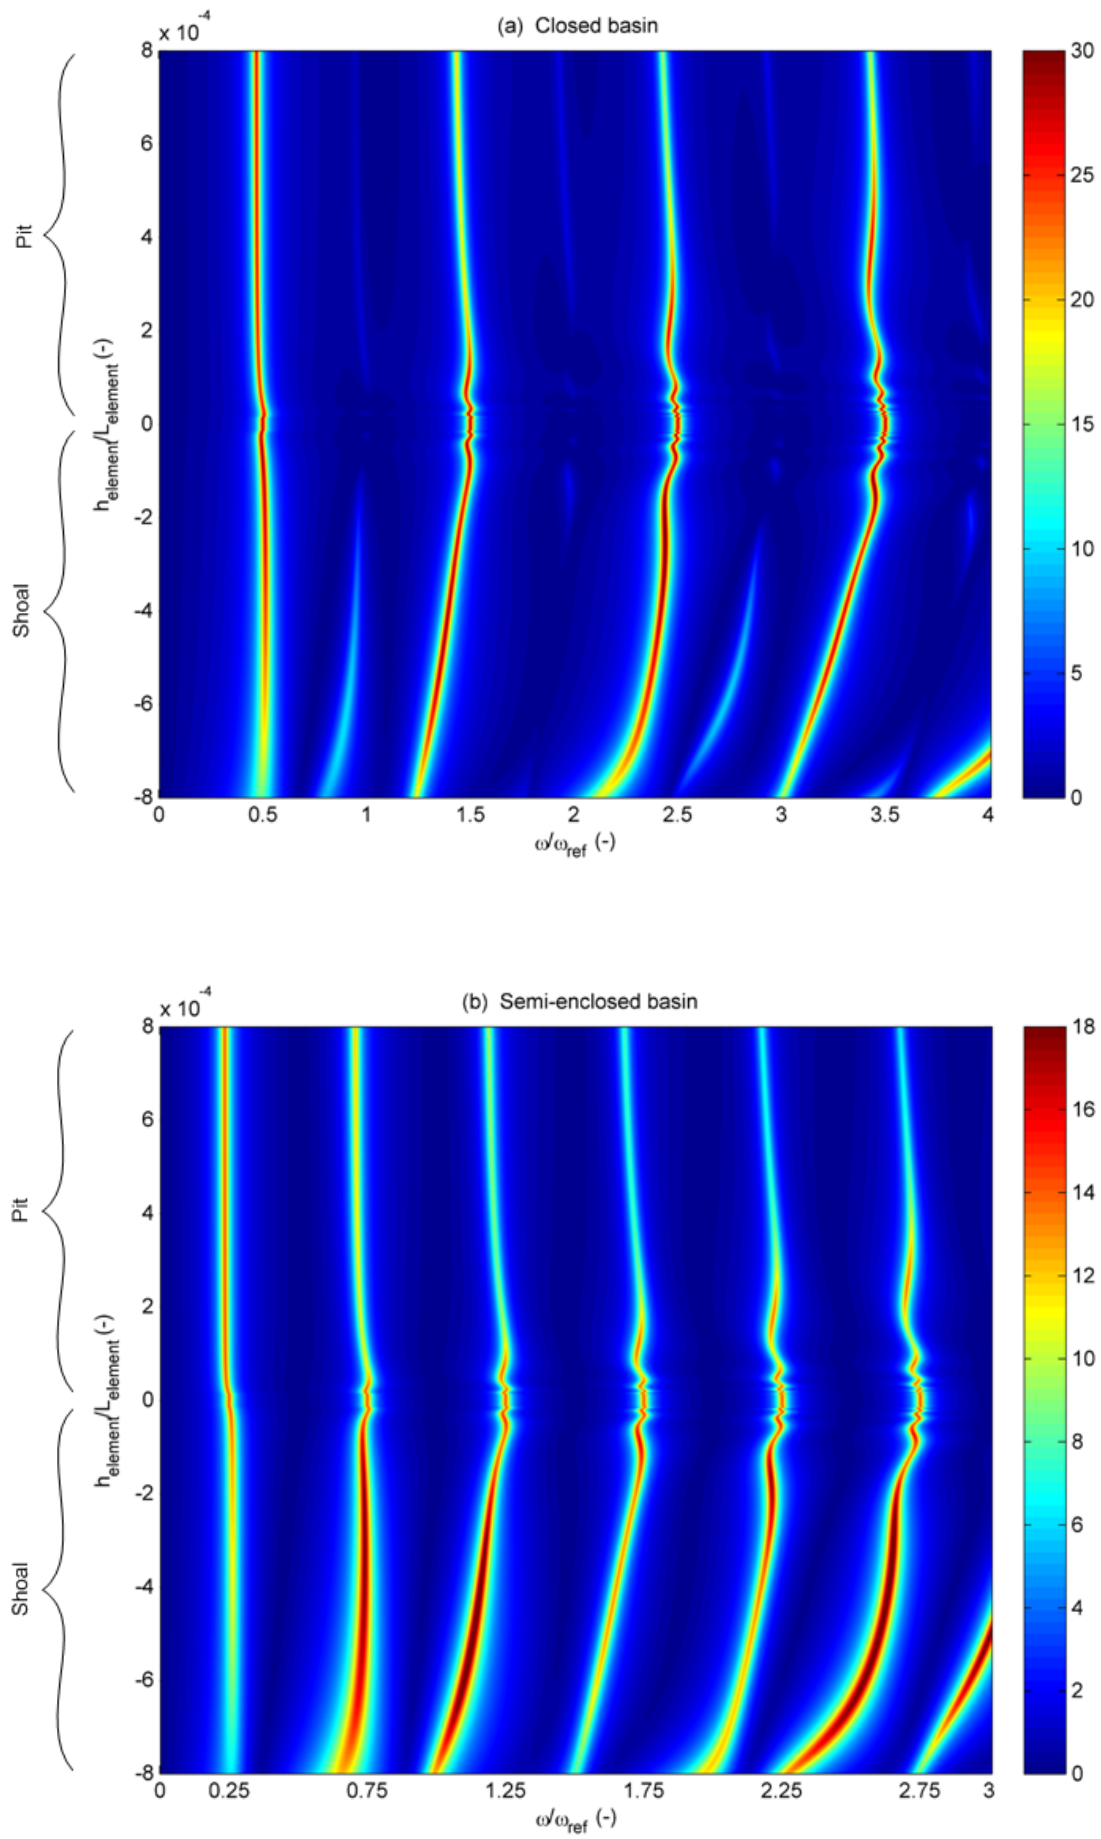 x 10^-4
(a) Closed basin
8
6
4
2
0
-2
-4
-6
-8
Pit
Shoal
h_element/L_element (-)
0 0.5 1 1.5 2 2.5 3 3.5 4
ω/ω_ref (-)
30
25
20
15
10
5
0
x 10^-4
(b) Semi-enclosed basin
8
6
4
2
0
-2
-4
-6
-8
Pit
Shoal
h_element/L_element (-)
0 0.25 0.75 1.25 1.75 2.25 2.75 3
ω/ω_ref (-)
18
16
14
12
10
8
6
4
2
0